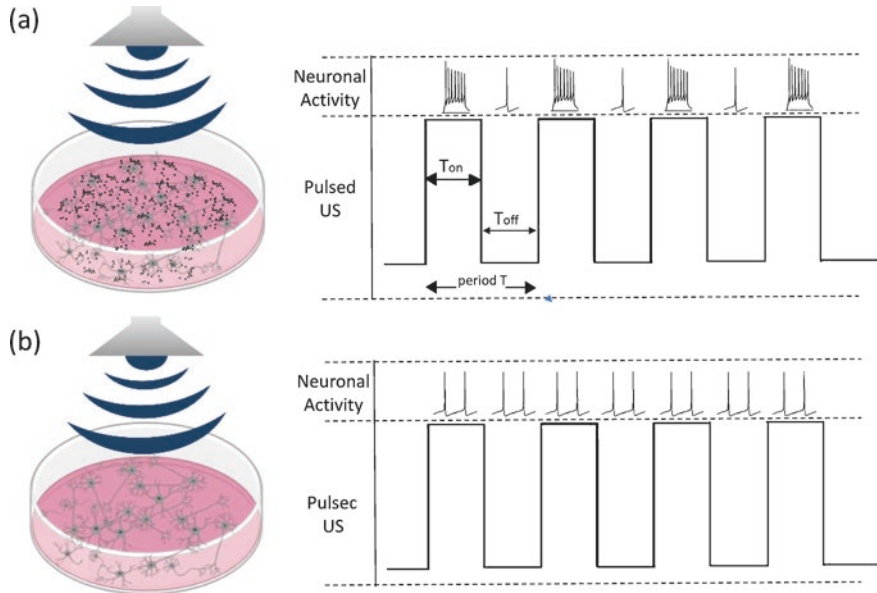 (a)
Neuronal
Activity
Pulsed
US
Ton
Toff
period T
(b)
Neuronal
Activity
Pulsec
US